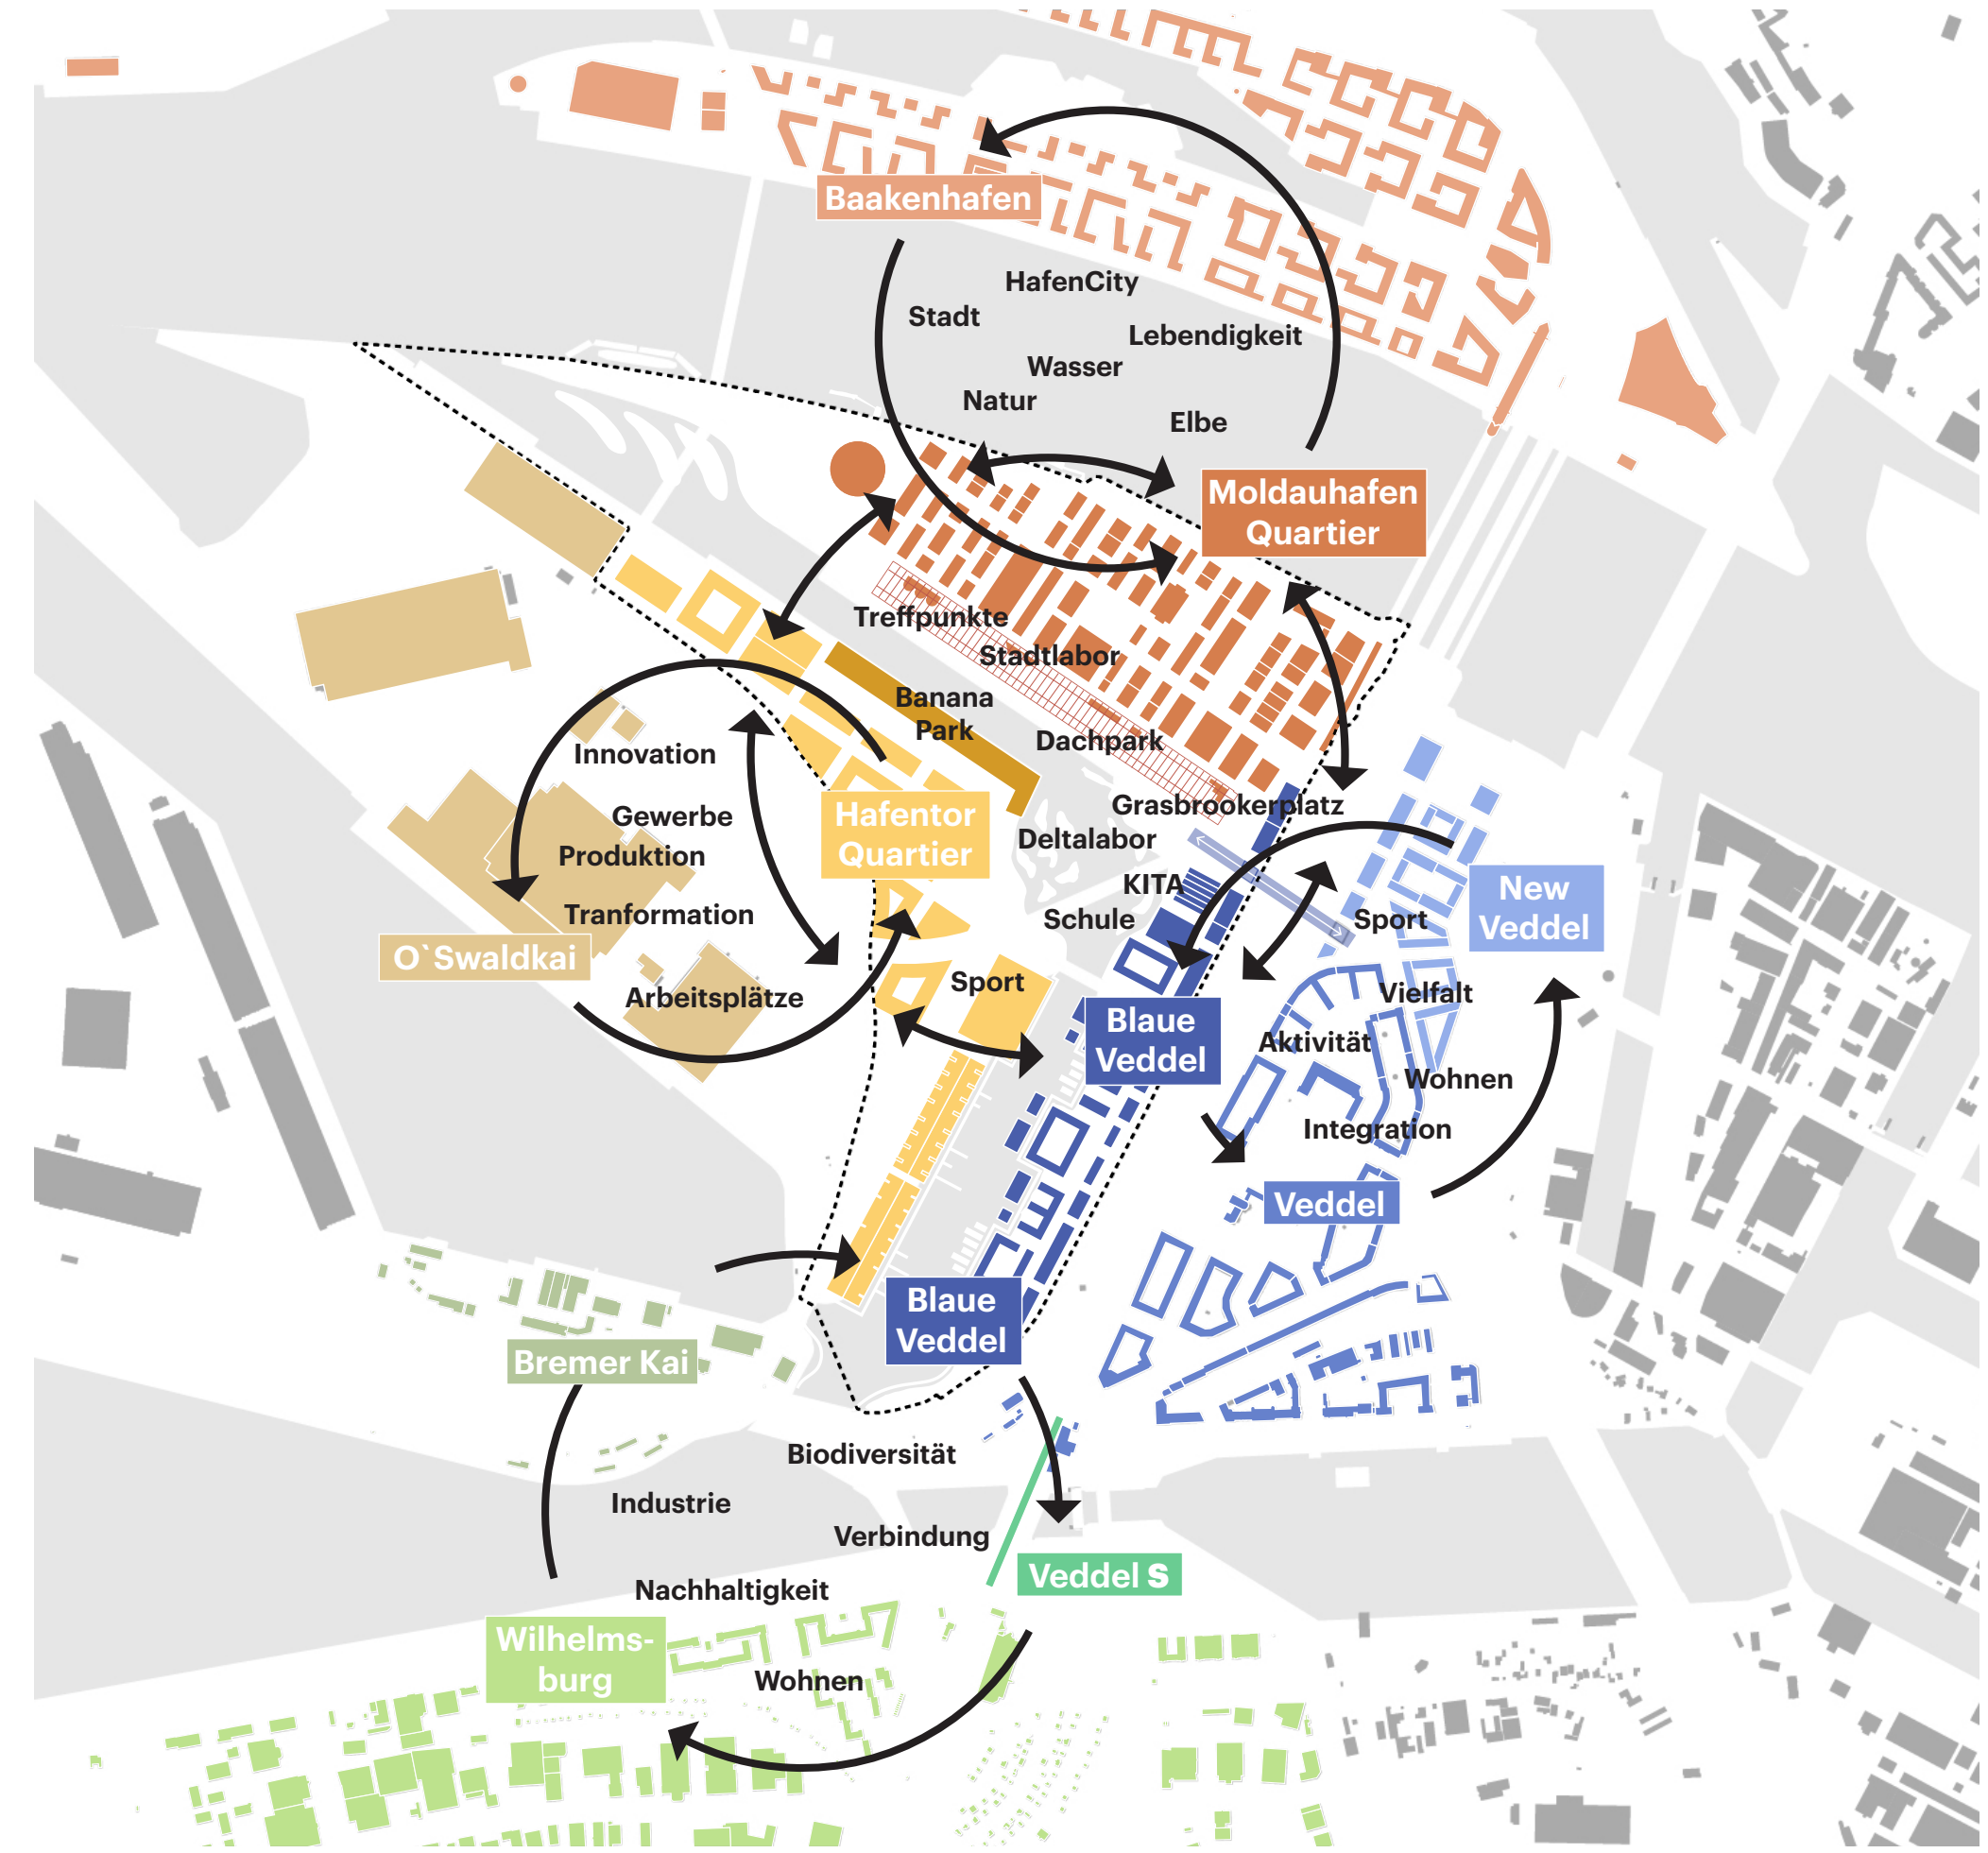 Baakenhafen
HafenCity
Stadt
Lebendigkeit
Wasser
Natur
Elbe
Moldauhafen
Quartier
Treffpunkte
Stadtlabor
Banana
Park
Dachpark
Innovation
Gewerbe
Produktion
Tranformation
O`Swaldkai
Arbeitsplätze
Hafentor
Quartier
Grasbrookerplatz
Deltalabor
KITA
Schule
Sport
Sport
New
Veddel
Vielfalt
Aktivität
Wohnen
Integration
Blaue
Veddel
Veddel
Blaue
Veddel
Bremer Kai
Biodiversität
Industrie
Verbindung
Veddel S
Nachhaltigkeit
Wilhelms-
burg
Wohnen